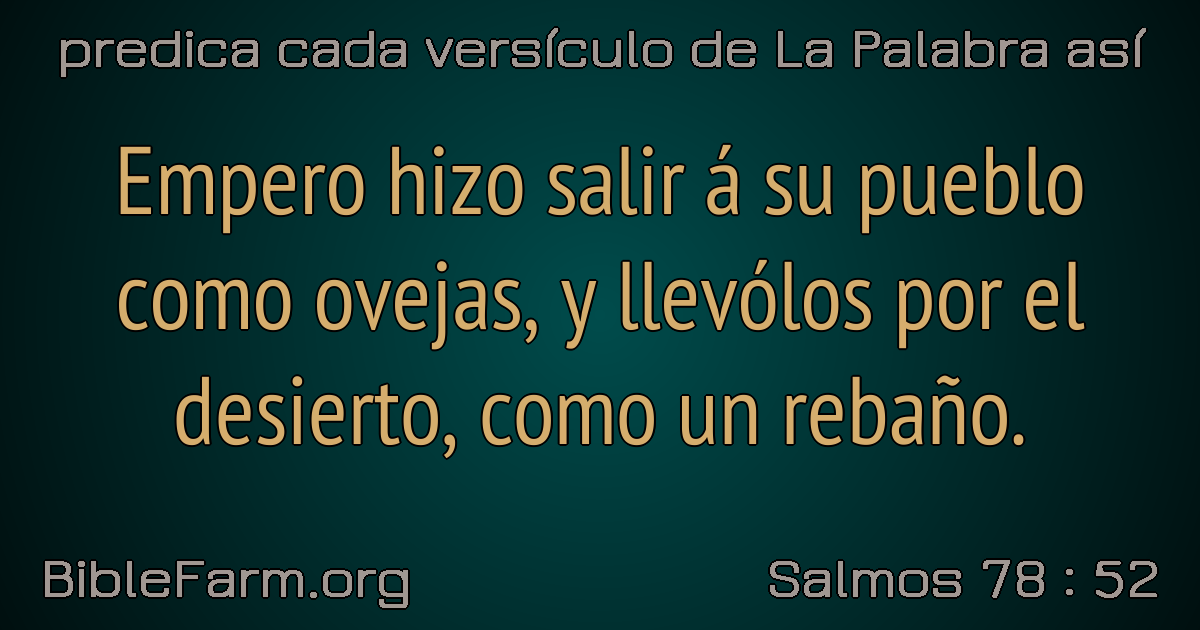 predica cada versículo de La Palabra así
Empero hizo salir á su pueblo
como ovejas, y llevólos por el
desierto, como un rebaño.
BibleFarm.org
Salmos 78 : 52